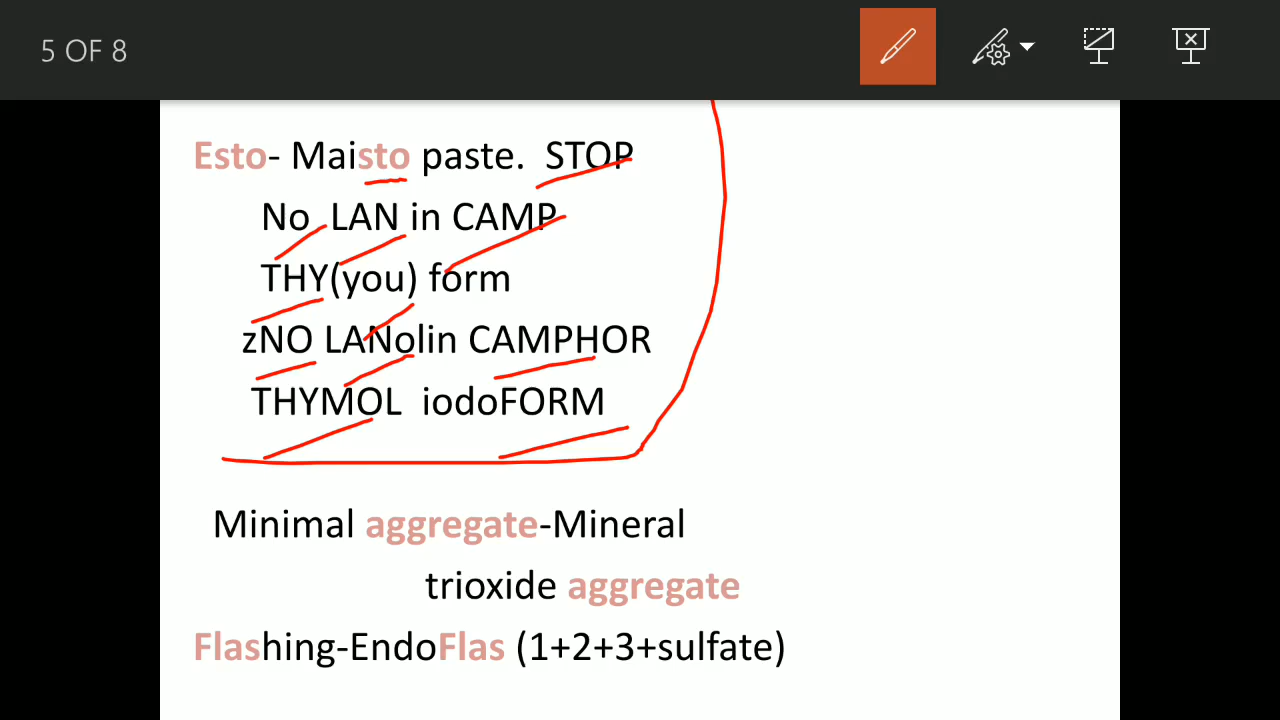 5 OF 8
Esto- Maisto paste. STOP
No LAN in CAMP
THY(you) form
zNO LANolin CAMPHOR
THYMOL iodoFORM
Minimal aggregate-Mineral
trioxide aggregate
Flashing-EndoFlas (1+2+3+sulfate)